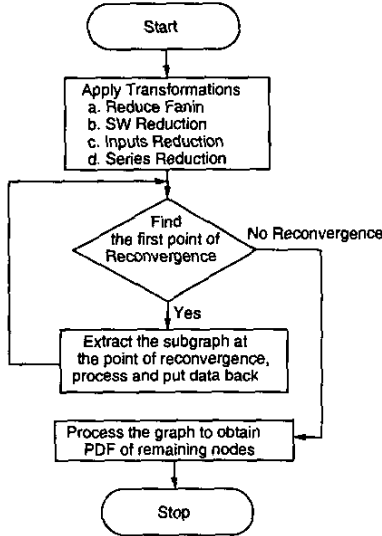 Start
Apply Transformations
a. Reduce Fanin
b. SW Reduction
c. Inputs Reduction
d. Series Reduction
Find
the first point of
Reconvergence
No Reconvergence
Yes
Extract the subgraph at
the point of reconvergence,
process and put data back
Process the graph to obtain
PDF of remaining nodes
Stop